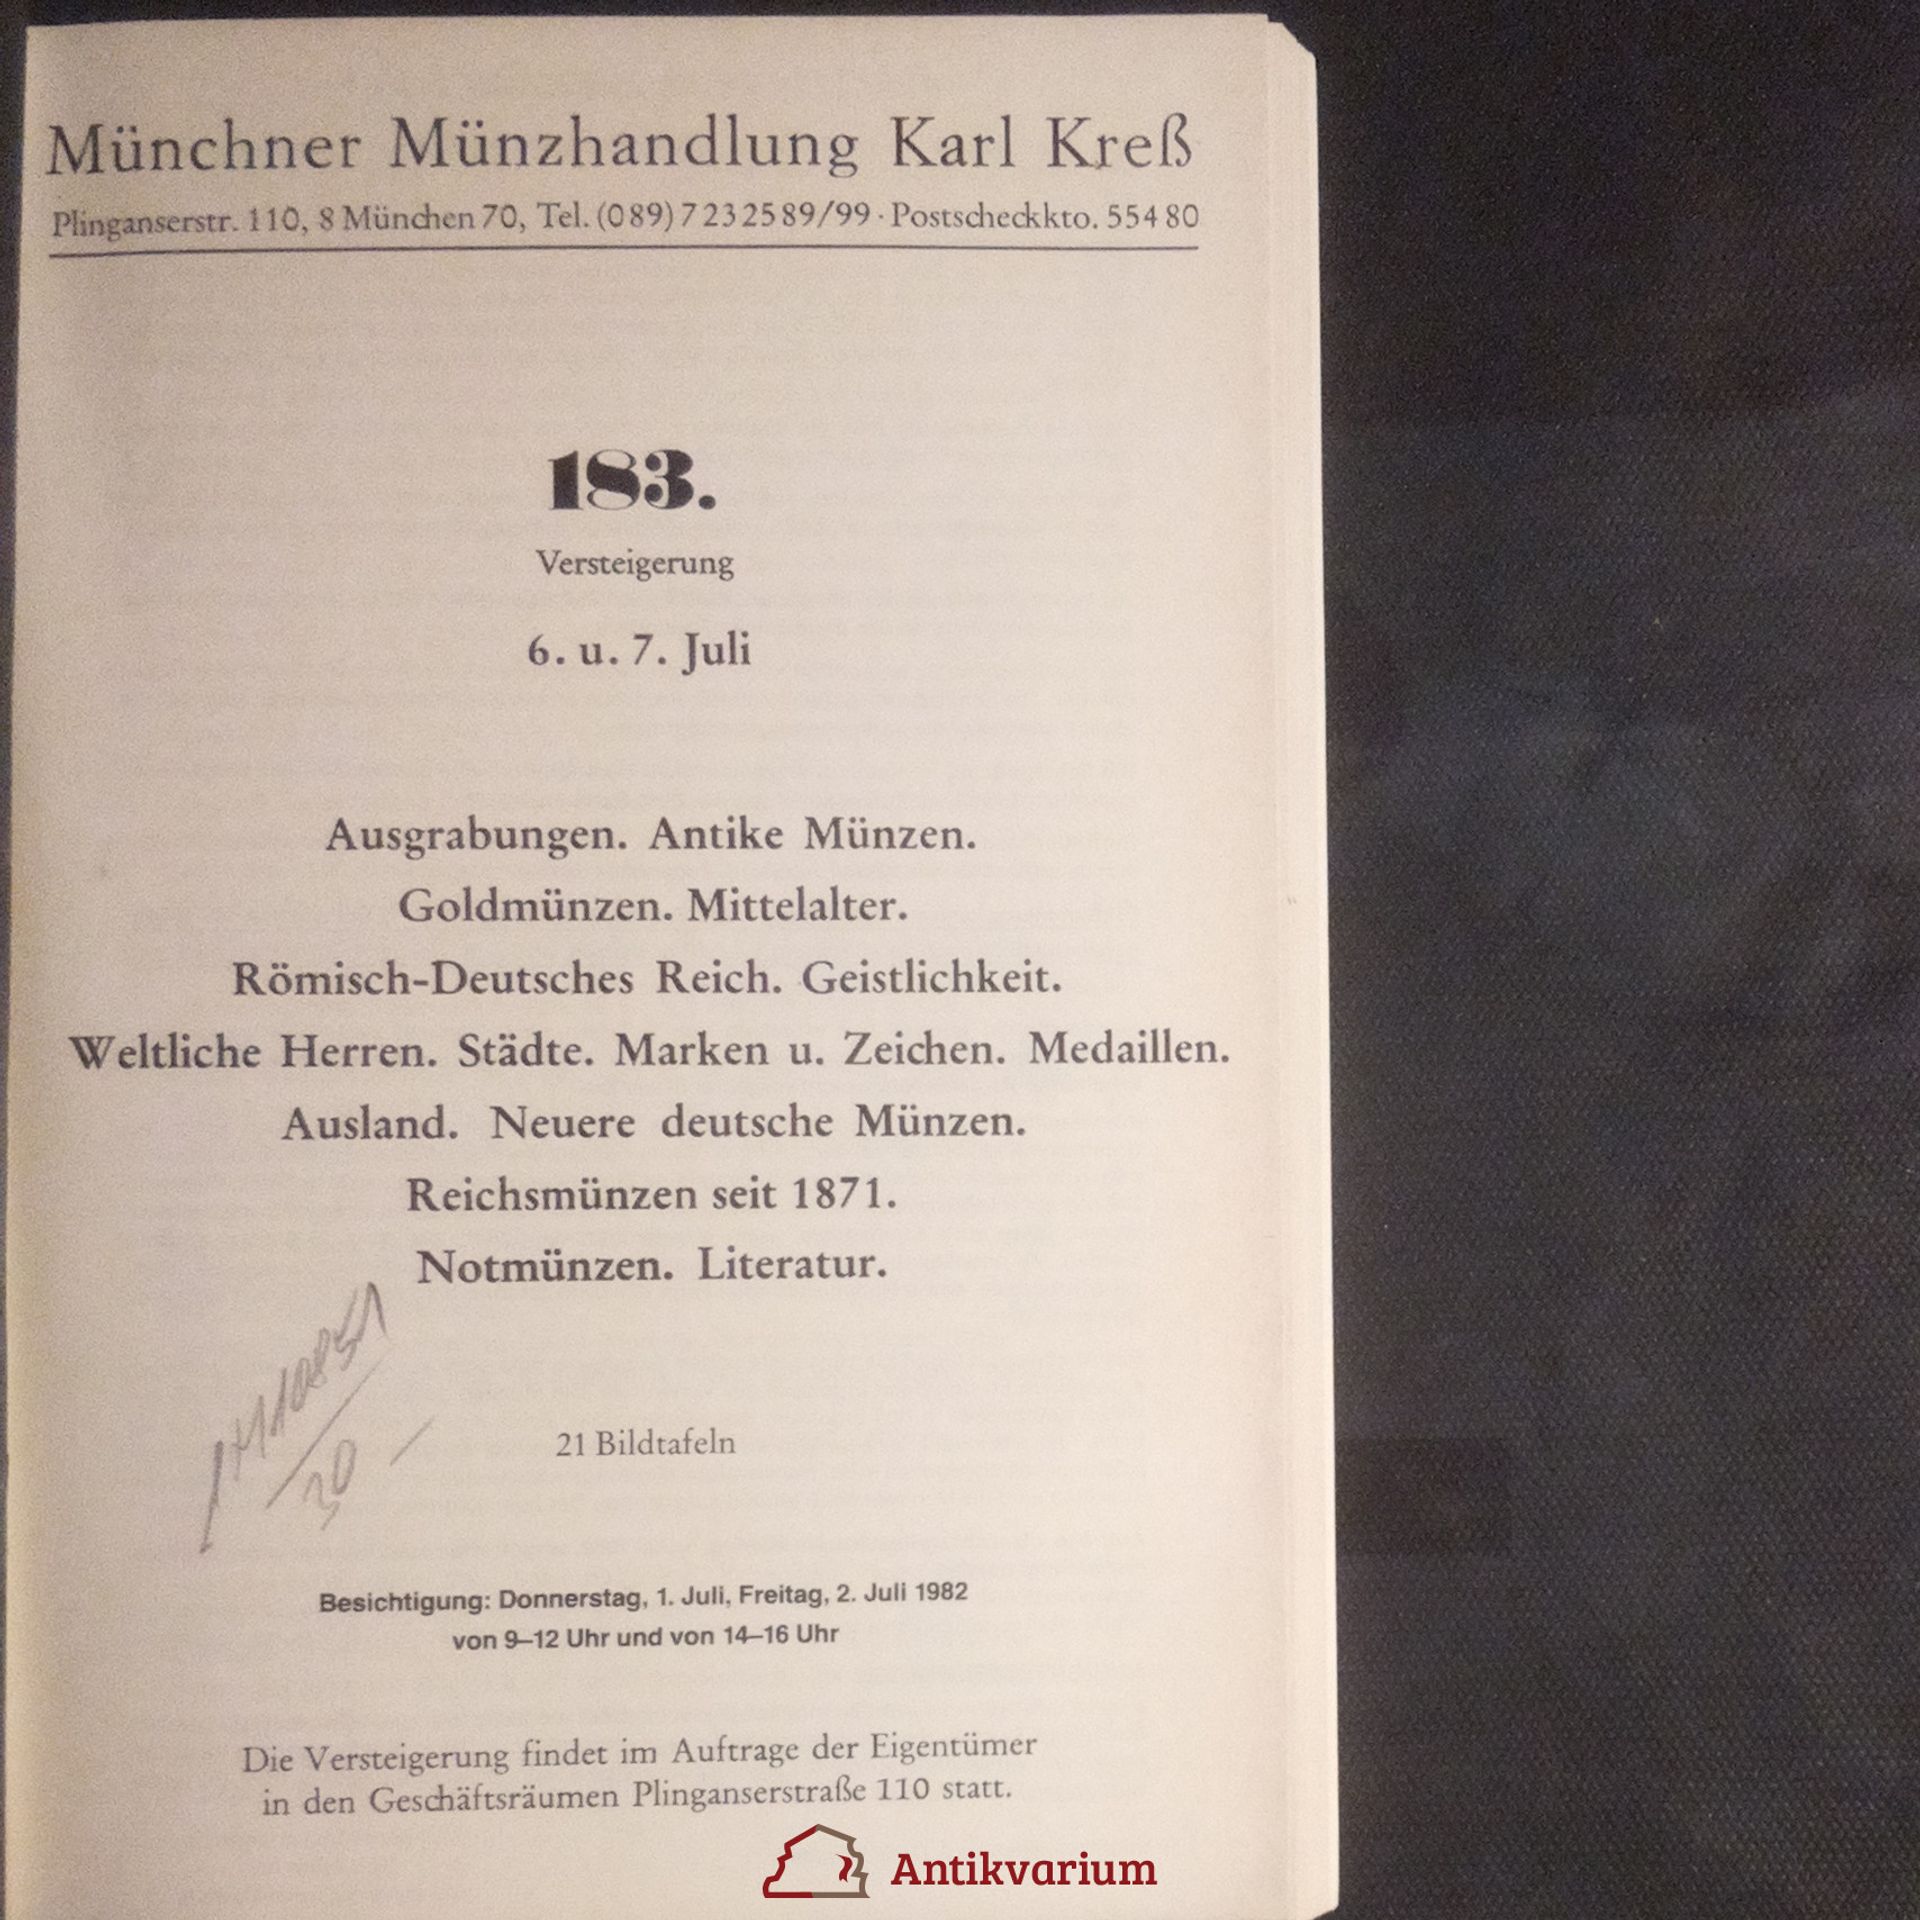 Münchner Münzhandlung Karl Kreß
Plinganserstr. 110, 8 München 70, Tel. (089) 7232589/99 · Postscheckkto. 55480
183.
Versteigerung
6. u. 7. Juli
Ausgrabungen. Antike Münzen.
Goldmünzen. Mittelalter.
Römisch-Deutsches Reich. Geistlichkeit.
Weltliche Herren. Städte. Marken u. Zeichen. Medaillen.
Ausland. Neuere deutsche Münzen.
Reichsmünzen seit 1871.
Notmünzen. Literatur.
21 Bildtafeln
Besichtigung: Donnerstag, 1. Juli, Freitag, 2. Juli 1982
von 9–12 Uhr und von 14–16 Uhr
Die Versteigerung findet im Auftrage der Eigentümer
in den Geschäftsräumen Plinganserstraße 110 statt.
Antikvarium